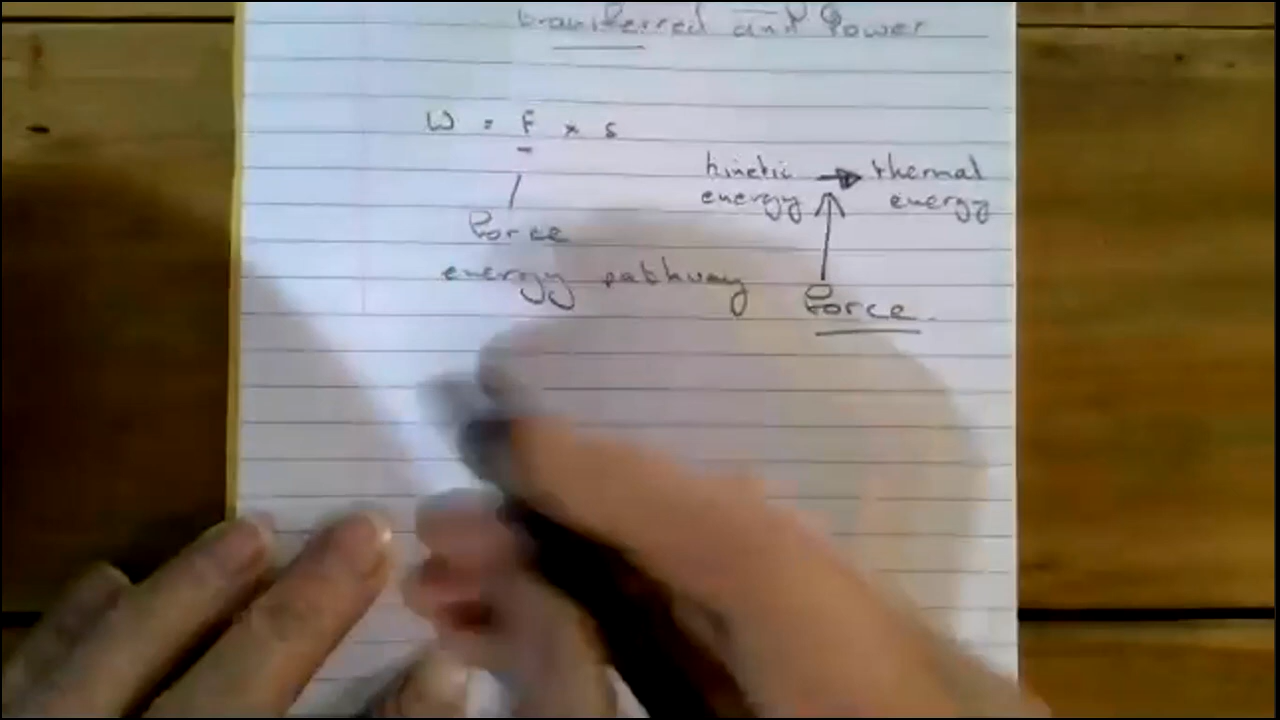 transferred and Power
W = F × s
kinetic → thermal
energy energy
force
energy pathway
force.